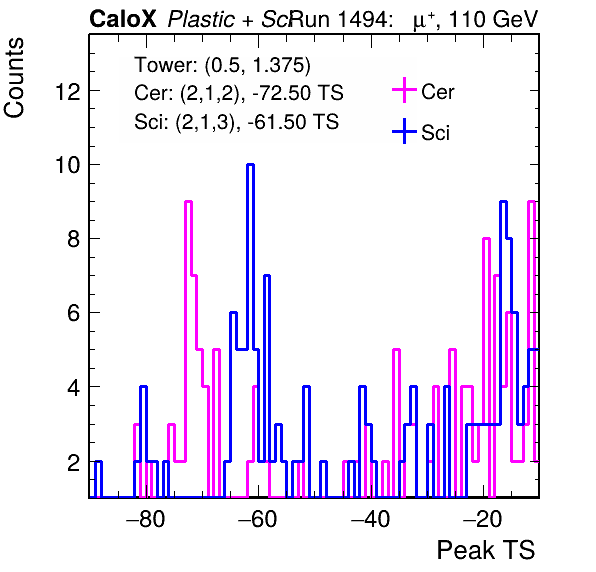 CaloX Plastic + SciRun 1494: μ⁺, 110 GeV
Tower: (0.5, 1.375)
Cer: (2,1,2), -72.50 TS
Sci: (2,1,3), -61.50 TS
Cer
Sci
Counts
12
10
8
6
4
2
−80 −60 −40 −20
Peak TS